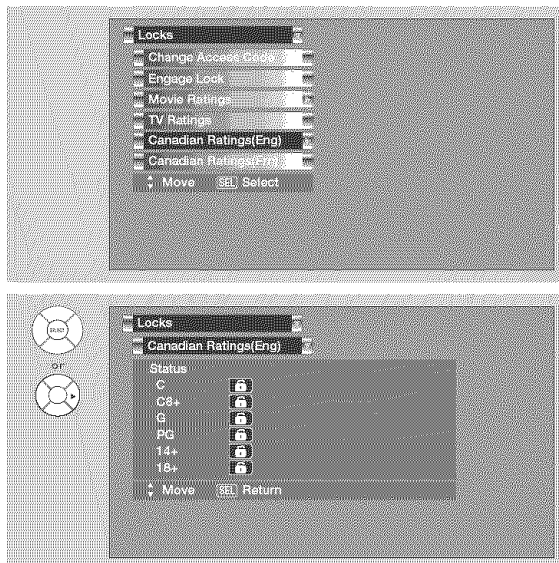 Locks
Change Access Code
Engage Lock
Movie Ratings
TV Ratings
Canadian Ratings(Eng)
Canadian Ratings(Frn)
Move SEL Select
SELECT
or
Locks
Canadian Ratings(Eng)
Status
C
C8+
G
PG
14+
18+
Move SEL Return